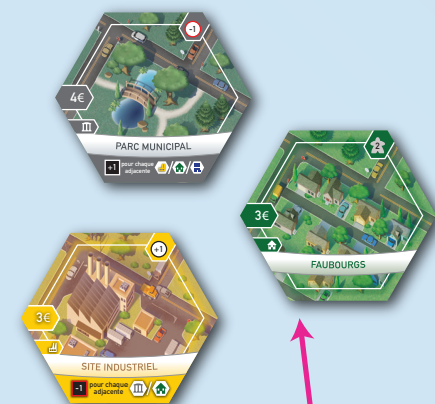 -1
4€
PARC MUNICIPAL
+1 pour chaque
adjacente / /
2
3€
FAUBOURGS
+1
3€
SITE INDUSTRIEL
-1 pour chaque
adjacente /